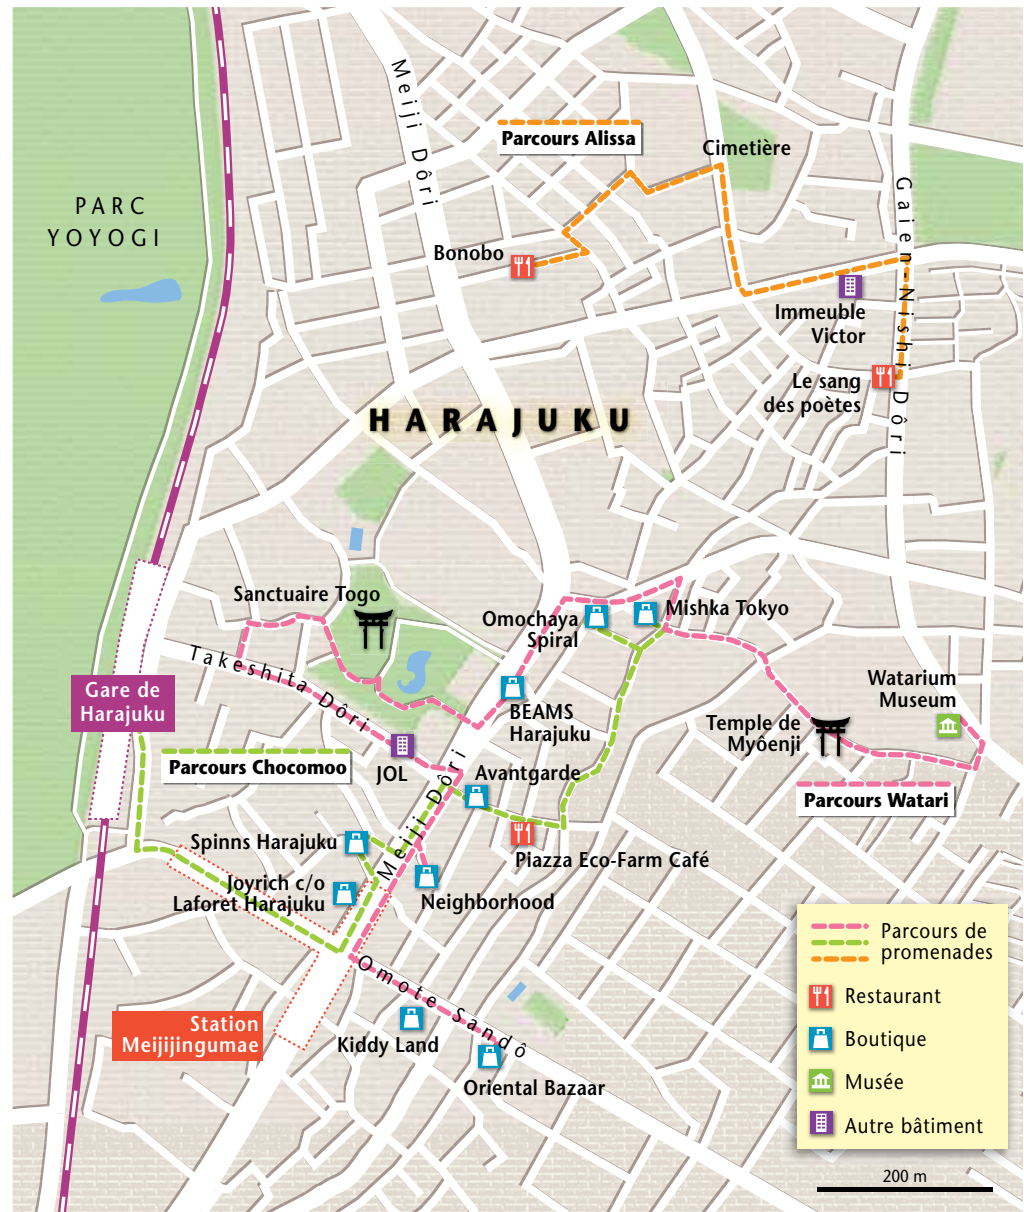 Meiji Dôri
Parcours Alissa
Cimetière
PARC
YOYOGI
Gaien-Nishi Dôri
Bonobo
Immeuble
Victor
Le sang
des poètes
HARAJUKU
Sanctuaire Togo
Omochaya
Spiral
Mishka Tokyo
Takeshita Dôri
Gare de
Harajuku
BEAMS
Harajuku
Watarium
Museum
Temple de
Myōenji
Parcours Chocomoo
JOL
Avantgarde
Parcours Watari
Meiji Dôri
Spinns Harajuku
Piazza Eco-Farm Café
Joyrich c/o
Laforet Harajuku
Neighborhood
Omote Sandô
Station
Meijijingumae
Kiddy Land
Oriental Bazaar
Parcours de
promenades
Restaurant
Boutique
Musée
Autre bâtiment
200 m